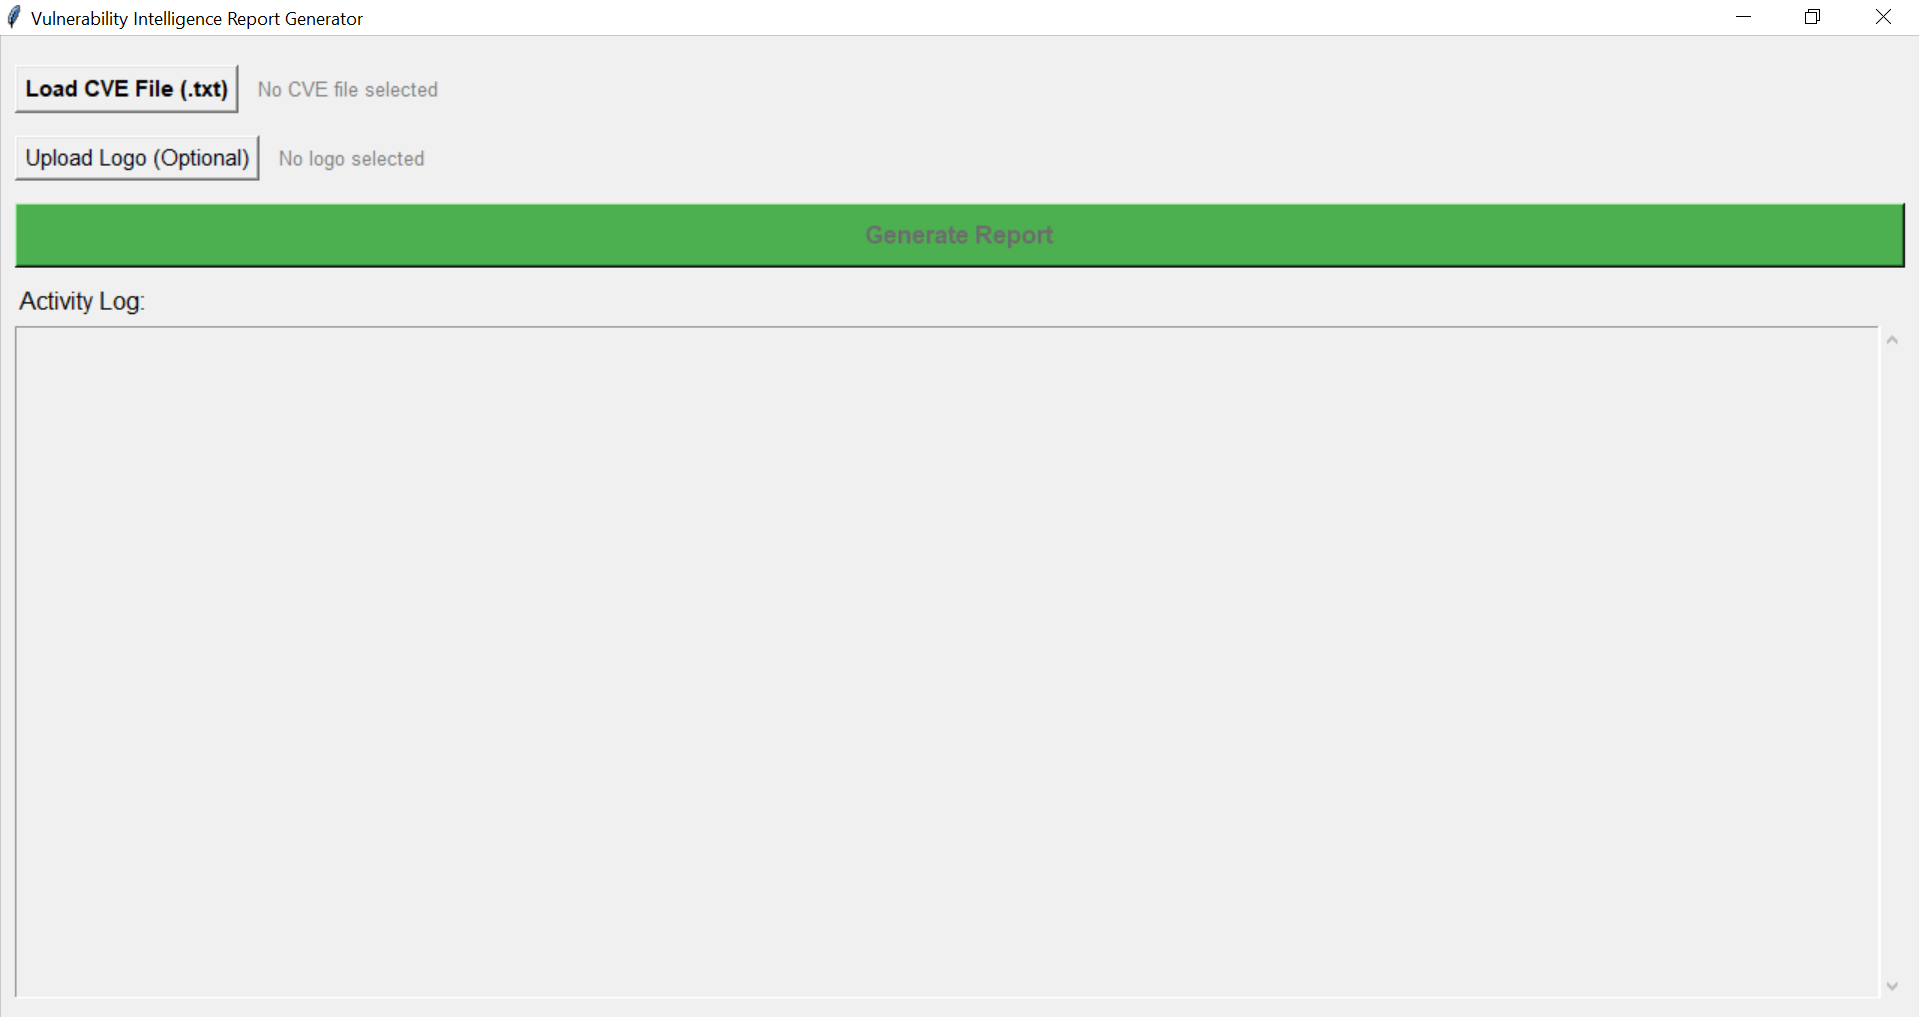 Vulnerability Intelligence Report Generator
Load CVE File (.txt) No CVE file selected
Upload Logo (Optional) No logo selected
Generate Report
Activity Log: